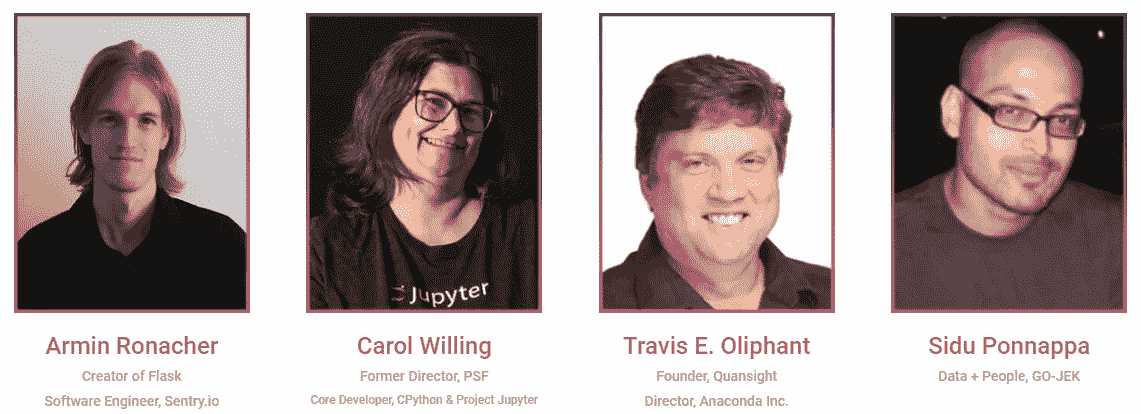 Jupyter
Armin Ronacher
Creator of Flask
Software Engineer, Sentry.io
Carol Willing
Former Director, PSF
Core Developer, CPython & Project Jupyter
Travis E. Oliphant
Founder, Quansight
Director, Anaconda Inc.
Sidu Ponnappa
Data + People, GO-JEK